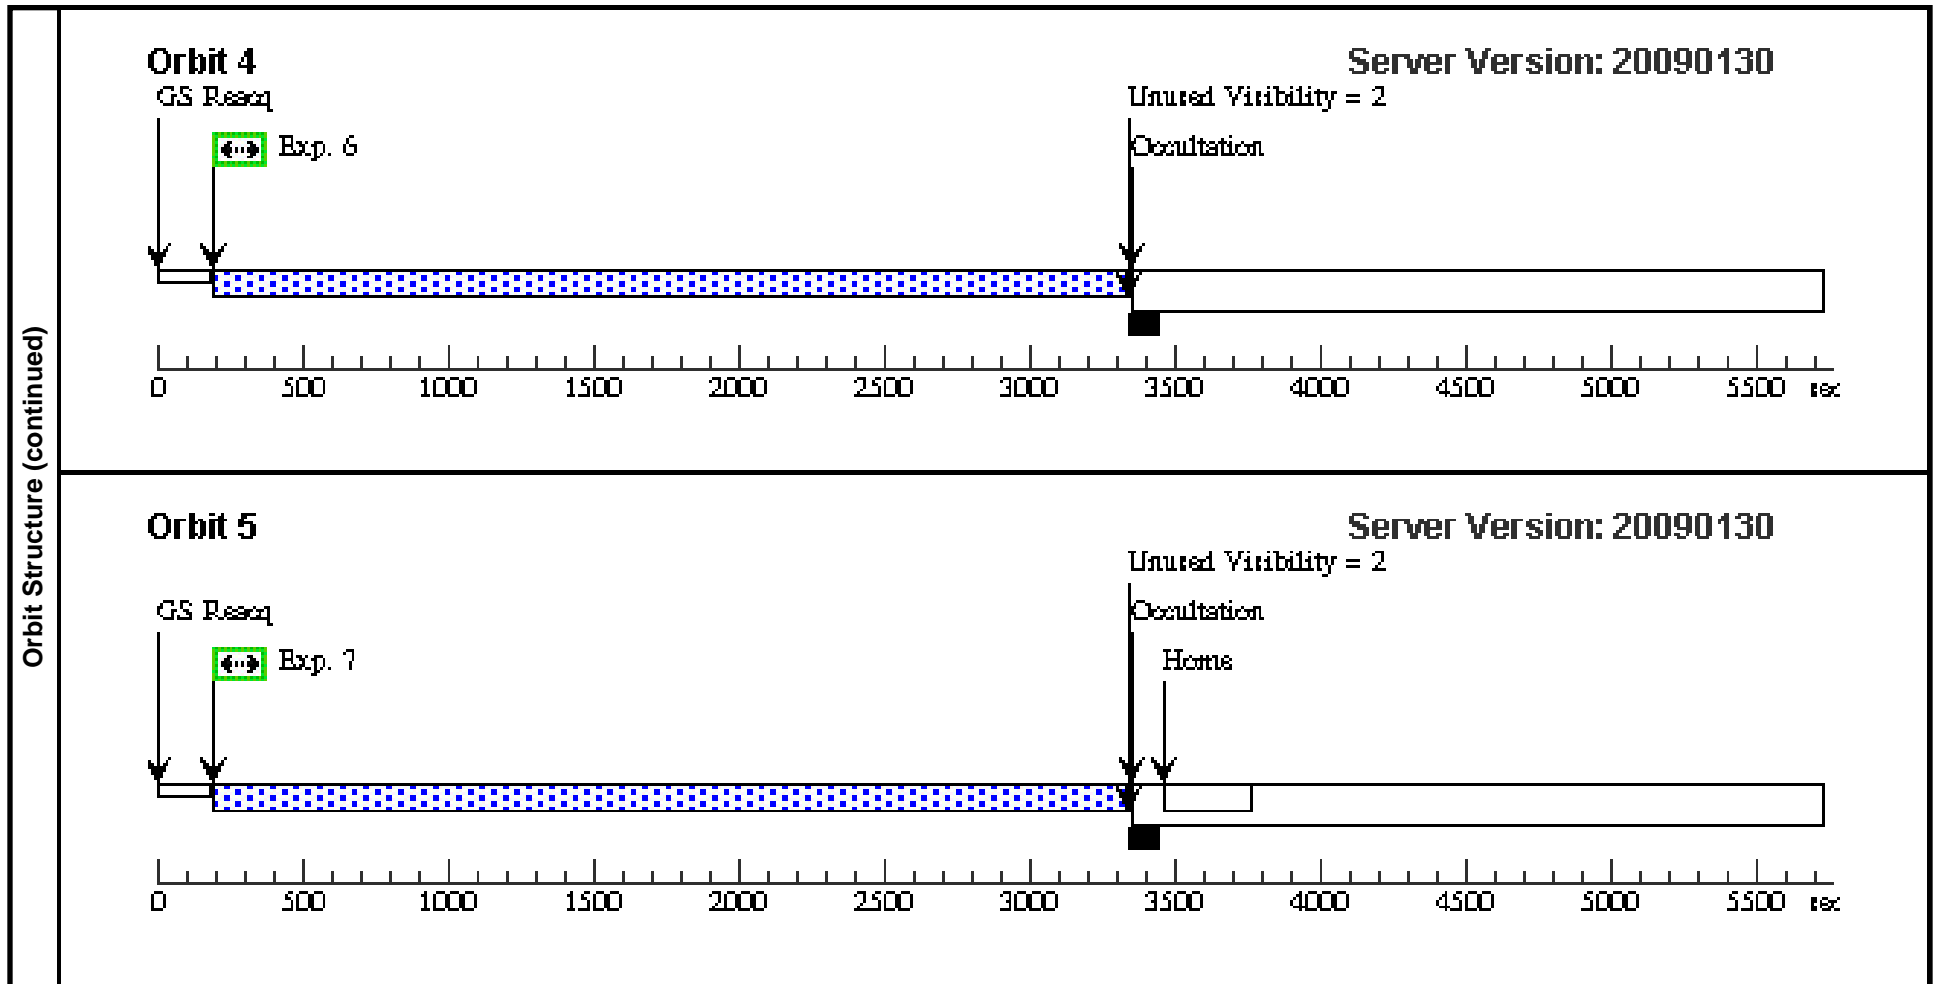 Orbit Structure (continued)
Orbit 4
Server Version: 20090130
GS Reacq
Unused Visibility = 2
Exp. 6
Occultation
0 500 1000 1500 2000 2500 3000 3500 4000 4500 5000 5500 sec
Orbit 5
Server Version: 20090130
Unused Visibility = 2
GS Reacq
Occultation
Exp. 7
Home
0 500 1000 1500 2000 2500 3000 3500 4000 4500 5000 5500 sec